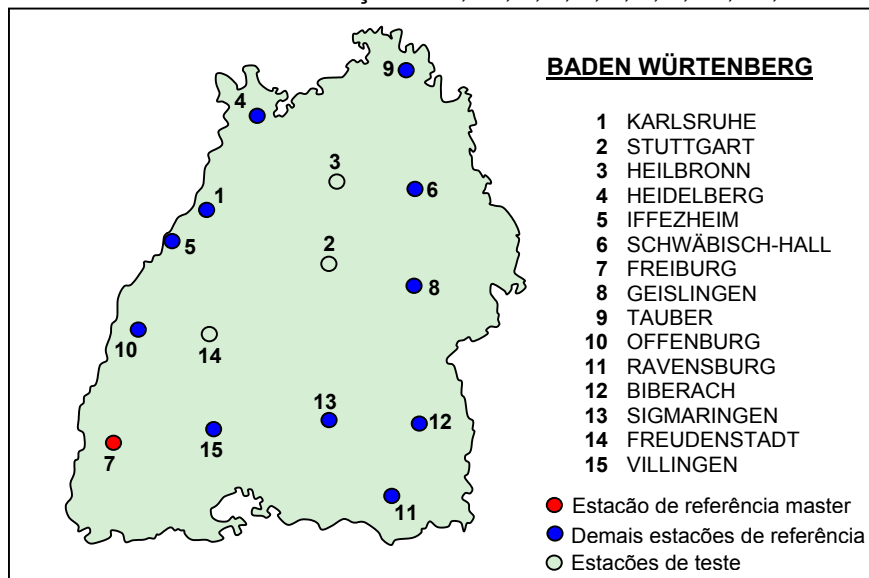 BADEN WÜRTENBERG
1 KARLSRUHE
2 STUTTGART
3 HEILBRONN
4 HEIDELBERG
5 IFFEZHEIM
6 SCHWÄBISCH-HALL
7 FREIBURG
8 GEISLINGEN
9 TAUBER
10 OFFENBURG
11 RAVENSBURG
12 BIBERACH
13 SIGMARINGEN
14 FREUDENSTADT
15 VILLINGEN
Estacão de referência master
Demais estacões de referência
Estacões de teste
9
4
3
6
1
5
2
8
10
14
13
12
7
15
11